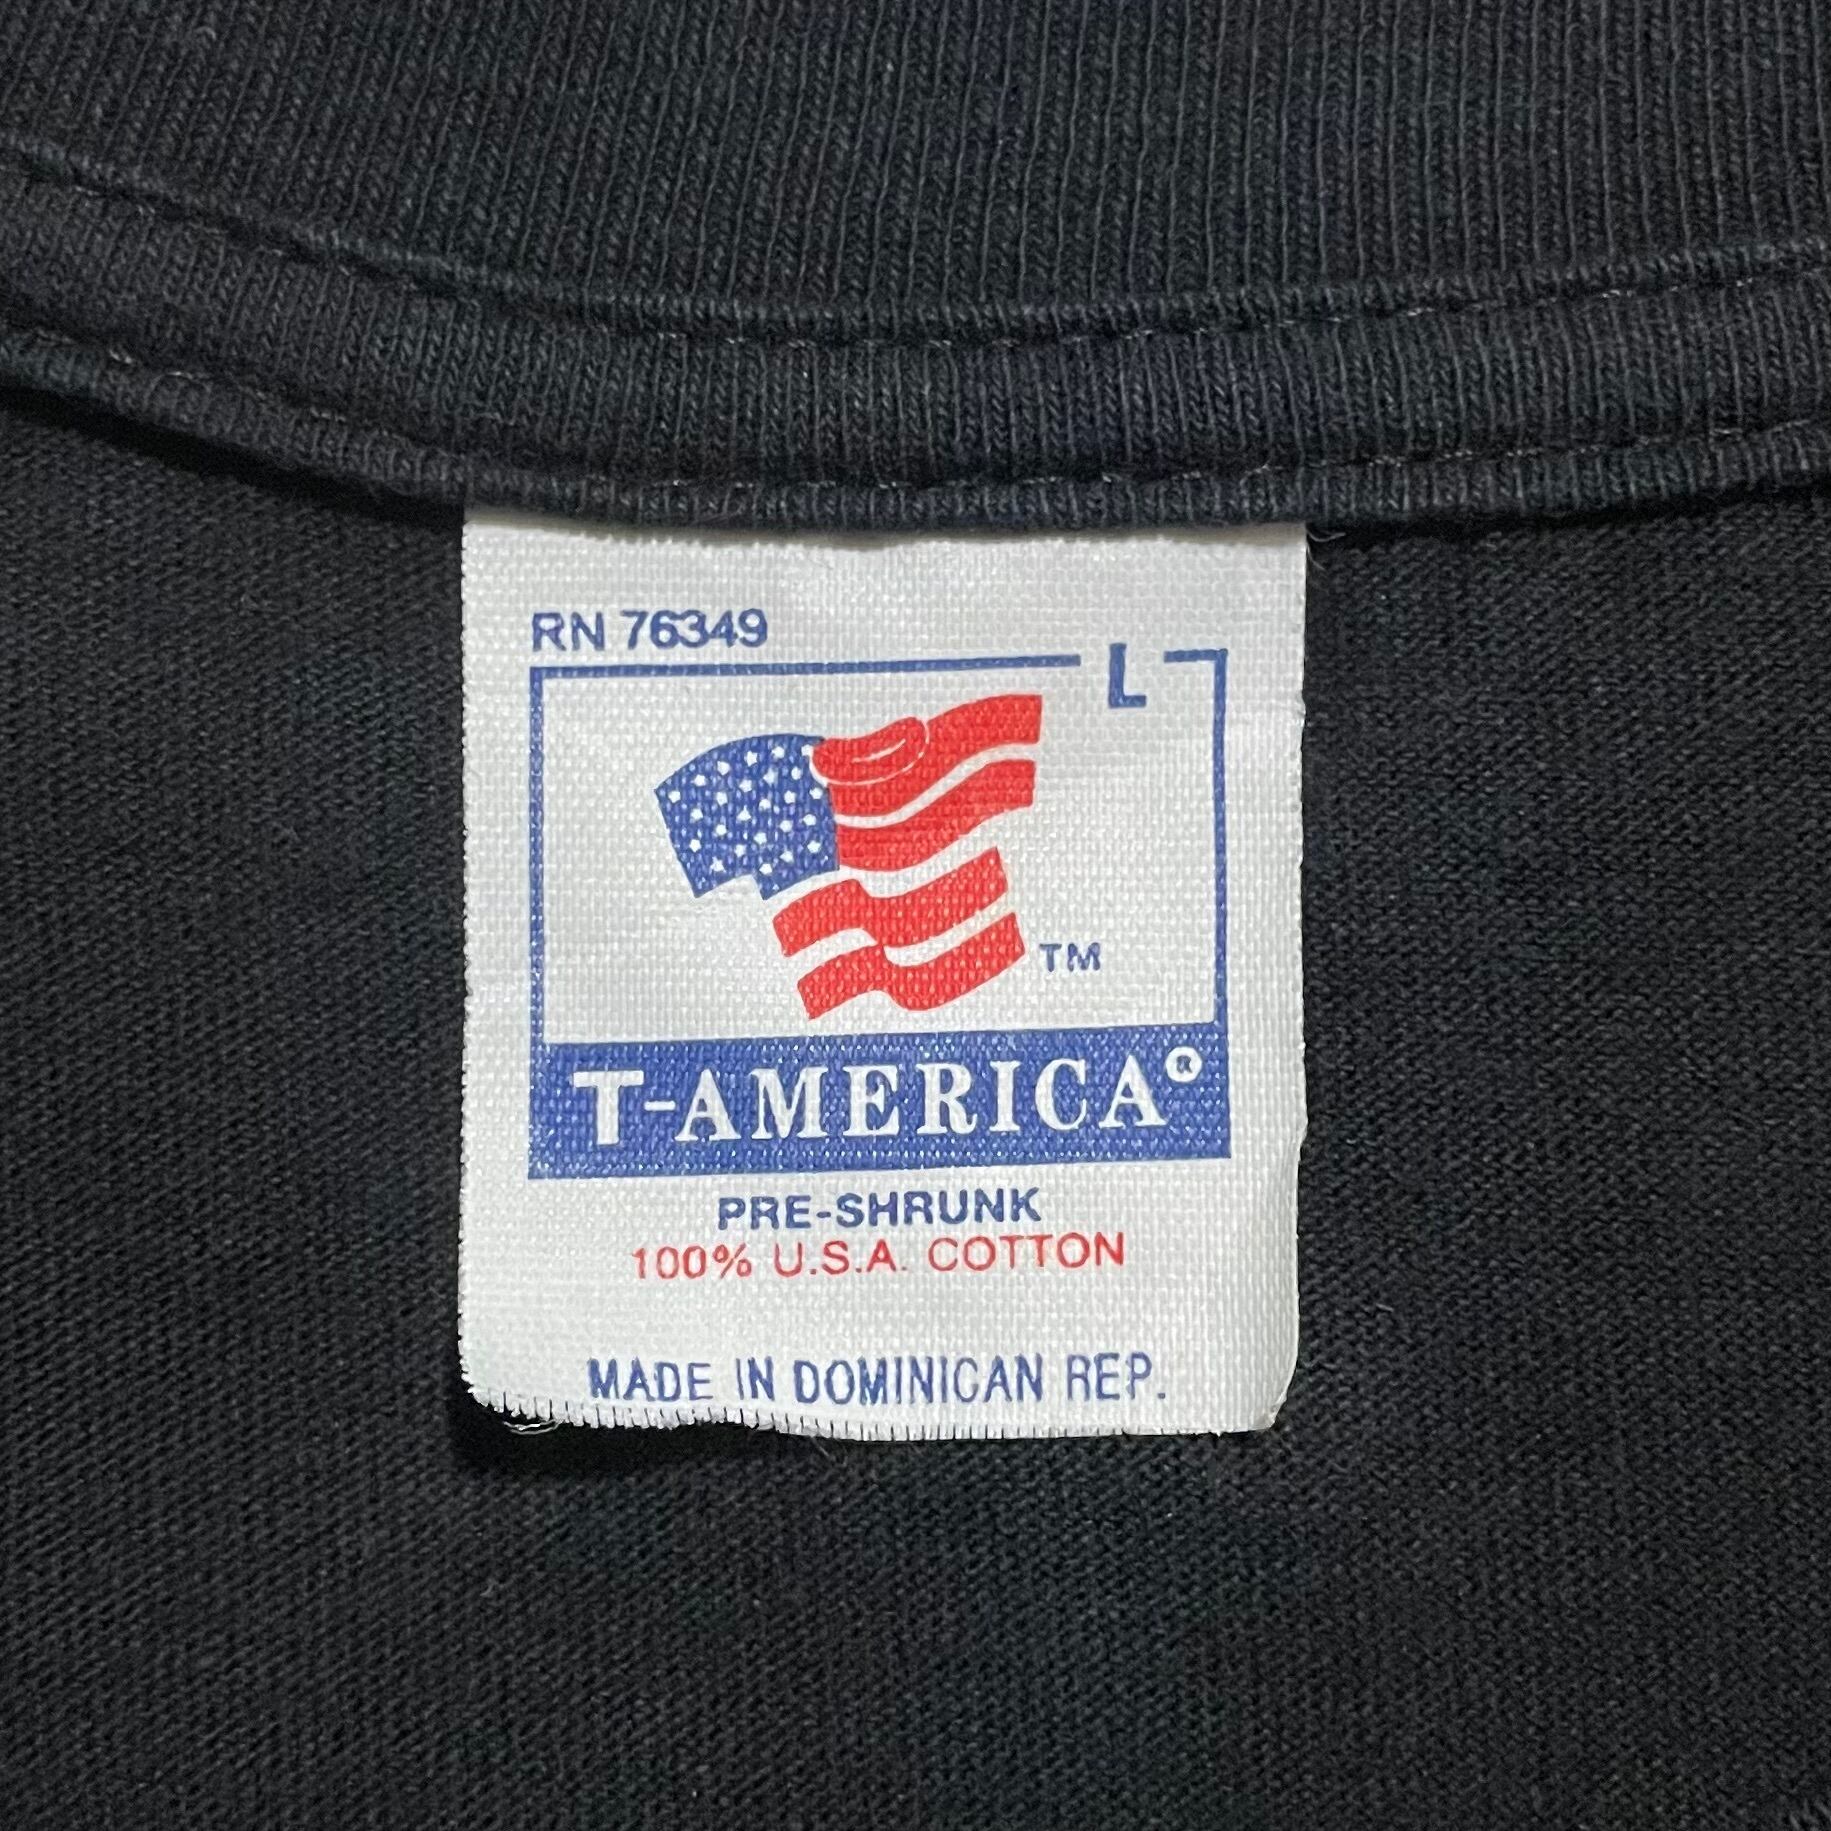 RN 76349
L
TM
T-AMERICA®
PRE-SHRUNK
100% U.S.A. COTTON
MADE IN DOMINICAN REP.